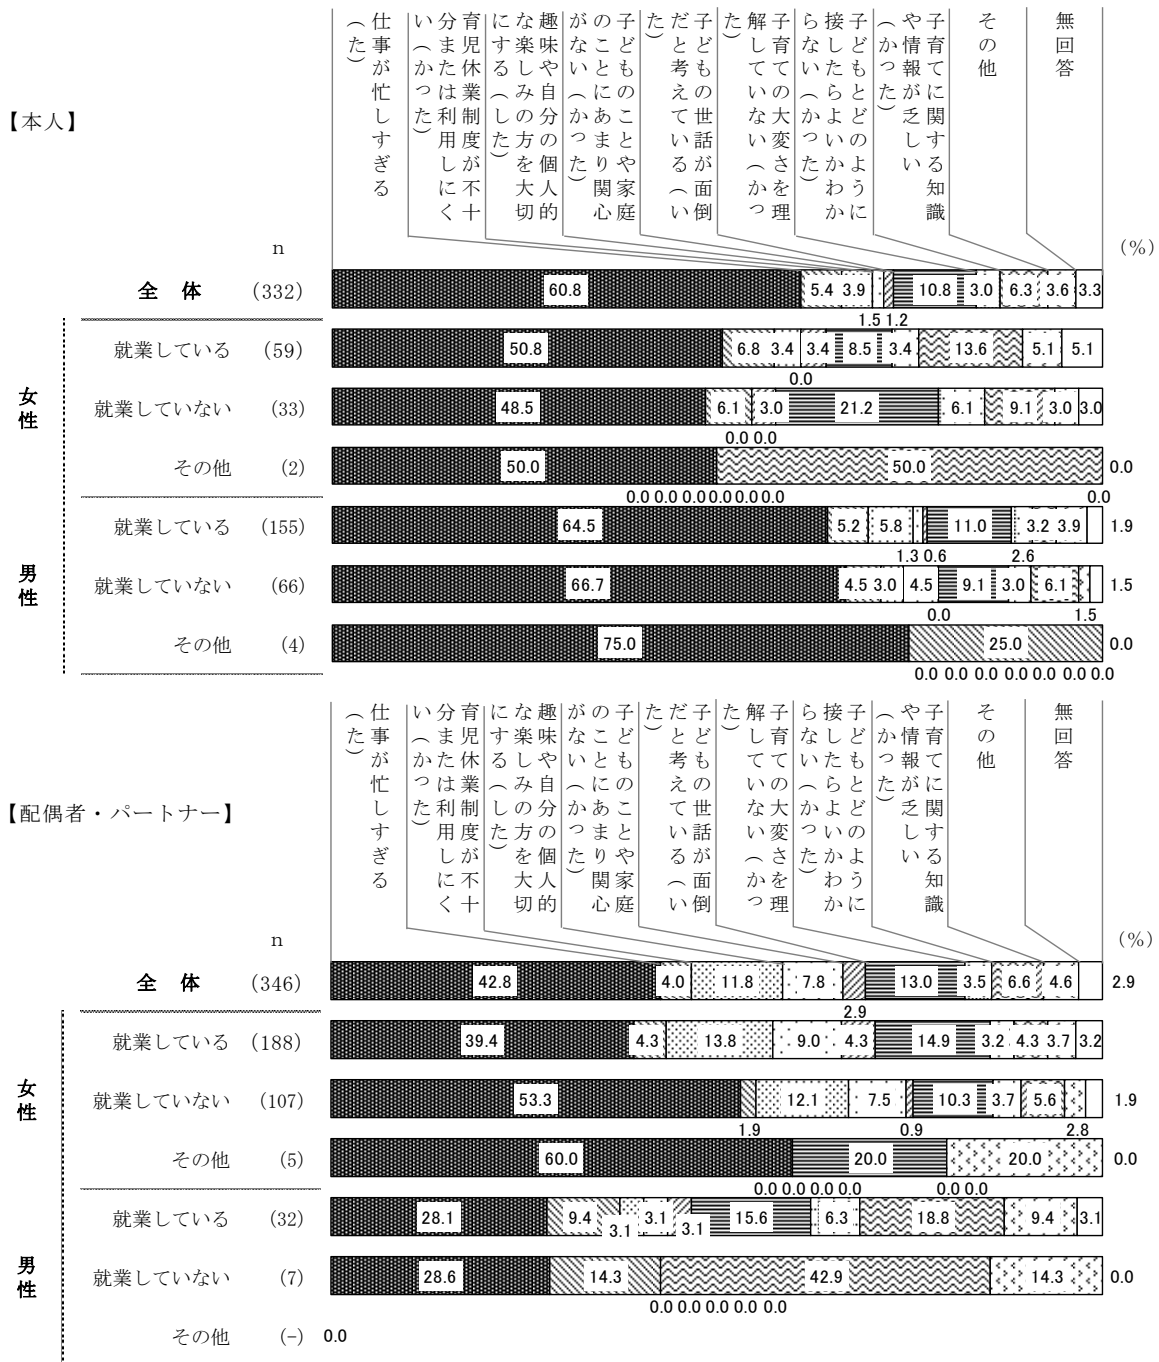 仕事が忙しすぎる
（た）
育児休業制度が不十
分または利用しにく
い（かった）
趣味や自分の個人的
な楽しみの方を大切
にする（した）
子どものことや家庭
のことにあまり関心
がない（かった）
子どもの世話が面倒
だと考えている（い
た）
子育ての大変さを理
解していない（かっ
た）
子どもとどのように
接したらよいかわか
らない（かった）
子育てに関する知識
や情報が乏しい
（かった）
その他
無回答
【本人】
n
(%)
全 体 (332) 60.8 5.4 3.9 10.8 3.0 6.3 3.6 3.3
1.5 1.2
女性
就業している (59) 50.8 6.8 3.4 3.4 8.5 3.4 13.6 5.1 5.1
0.0
就業していない (33) 48.5 6.1 3.0 21.2 6.1 9.1 3.0 3.0
0.0 0.0
その他 (2) 50.0 50.0 0.0
0.0 0.0 0.0 0.0 0.0 0.0 0.0
男性
就業している (155) 64.5 5.2 5.8 11.0 3.2 3.9 1.9
1.3 0.6 2.6
就業していない (66) 66.7 4.5 3.0 4.5 9.1 3.0 6.1 1.5
0.0 1.5
その他 (4) 75.0 25.0 0.0
0.0 0.0 0.0 0.0 0.0 0.0 0.0
仕事が忙しすぎる
（た）
育児休業制度が不十
分または利用しにく
い（かった）
趣味や自分の個人的
な楽しみの方を大切
にする（した）
子どものことや家庭
のことにあまり関心
がない（かった）
子どもの世話が面倒
だと考えている（い
た）
子育ての大変さを理
解していない（かっ
た）
子どもとどのように
接したらよいかわか
らない（かった）
子育てに関する知識
や情報が乏しい
（かった）
その他
無回答
【配偶者・パートナー】
n
(%)
全 体 (346) 42.8 4.0 11.8 7.8 13.0 3.5 6.6 4.6 2.9
2.9
女性
就業している (188) 39.4 4.3 13.8 9.0 4.3 14.9 3.2 4.3 3.7 3.2
就業していない (107) 53.3 12.1 7.5 10.3 3.7 5.6 1.9
1.9 0.9 2.8
その他 (5) 60.0 20.0 20.0 0.0
0.0 0.0 0.0 0.0 0.0 0.0
男性
就業している (32) 28.1 9.4 3.1 3.1 3.1 15.6 6.3 18.8 9.4 3.1
就業していない (7) 28.6 14.3 42.9 14.3 0.0
0.0 0.0 0.0 0.0 0.0
その他 (-) 0.0